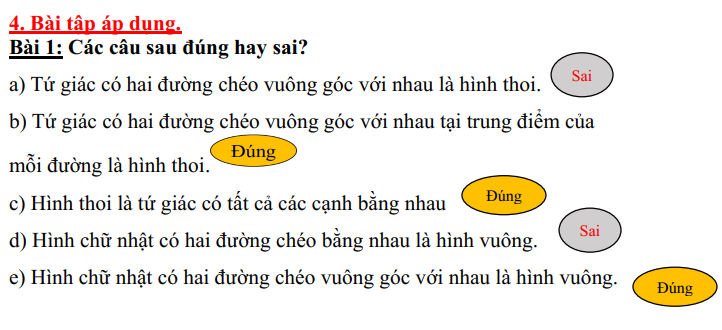 4. Bài tập áp dụng.
Bài 1: Các câu sau đúng hay sai?
a) Tứ giác có hai đường chéo vuông góc với nhau là hình thoi. Sai
b) Tứ giác có hai đường chéo vuông góc với nhau tại trung điểm của
mỗi đường là hình thoi. Đúng
c) Hình thoi là tứ giác có tất cả các cạnh bằng nhau Đúng
d) Hình chữ nhật có hai đường chéo bằng nhau là hình vuông. Sai
e) Hình chữ nhật có hai đường chéo vuông góc với nhau là hình vuông. Đúng